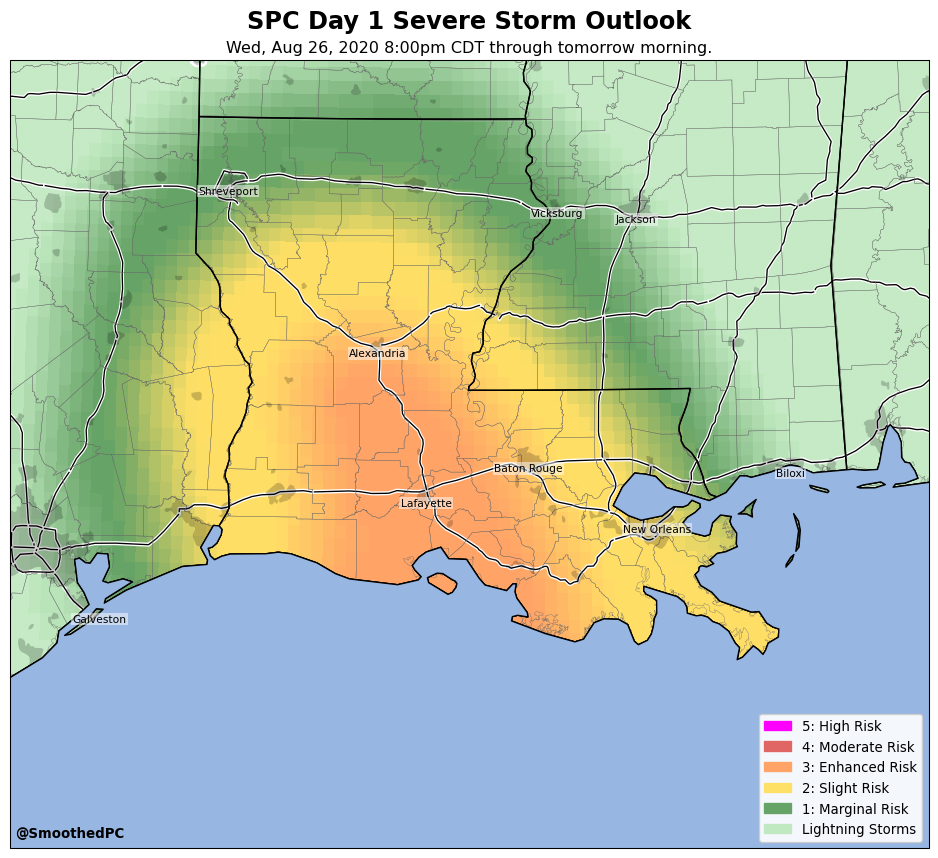 SPC Day 1 Severe Storm Outlook
Wed, Aug 26, 2020 8:00pm CDT through tomorrow morning.
Shreveport
Vicksburg
Jackson
Alexandria
Baton Rouge
Biloxi
Lafayette
New Orleans
Galveston
5: High Risk
4: Moderate Risk
3: Enhanced Risk
2: Slight Risk
1: Marginal Risk
Lightning Storms
@SmoothedPC